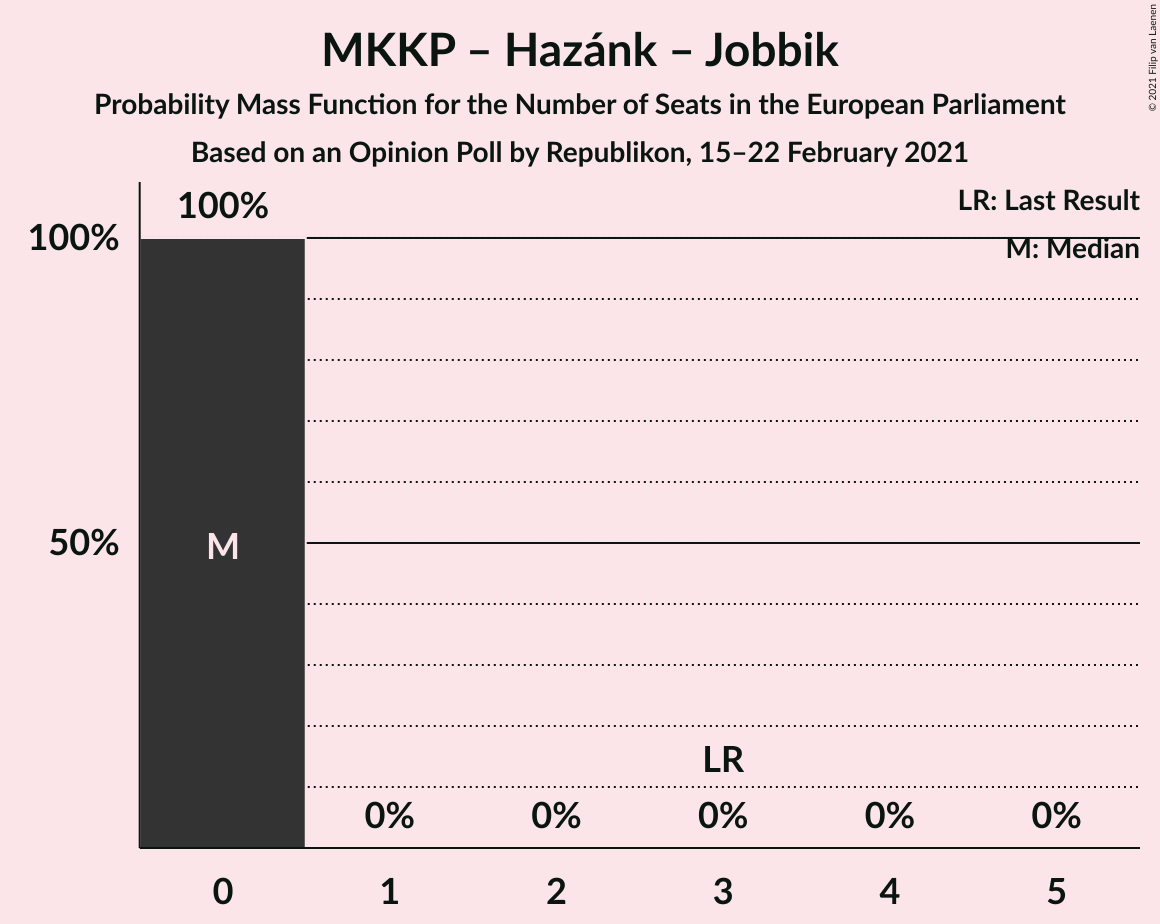 MKKP – Hazánk – Jobbik
Probability Mass Function for the Number of Seats in the European Parliament
Based on an Opinion Poll by Republikon, 15–22 February 2021
© 2021 Filip van Laenen
LR: Last Result
M: Median
100%
100%
50%
M
LR
0% 0% 0% 0% 0%
0 1 2 3 4 5